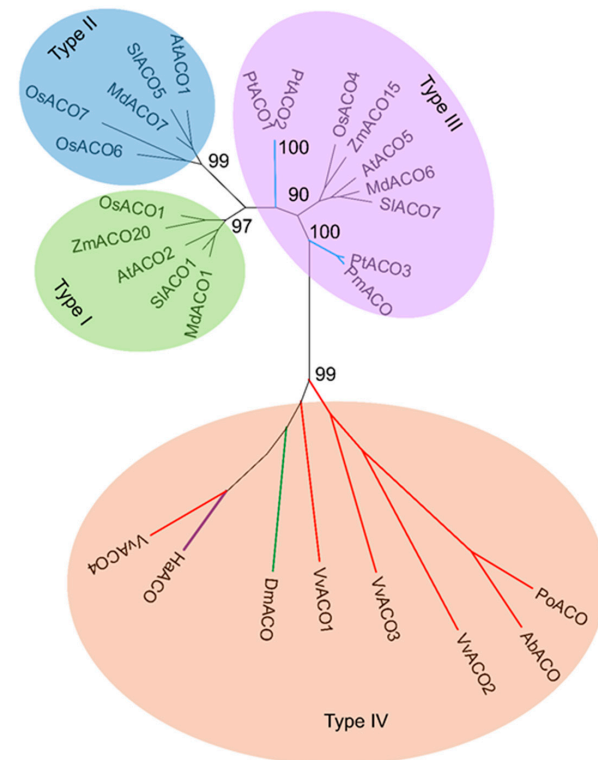 Type II
AtACO1
SlACO5
MdACO7
OsACO7
OsACO6
99
Type III
PtACO1
PtACO2
100
OsACO4
ZmACO15
AtACO5
MdACO6
SlACO7
90
100
PtACO3
PmACO
OsACO1
ZmACO20
AtACO2
SlACO1
MdACO1
97
Type I
99
VvACO4
HaACO
DmACO
VvACO1
VvACO3
VvACO2
AbACO
PoACO
Type IV